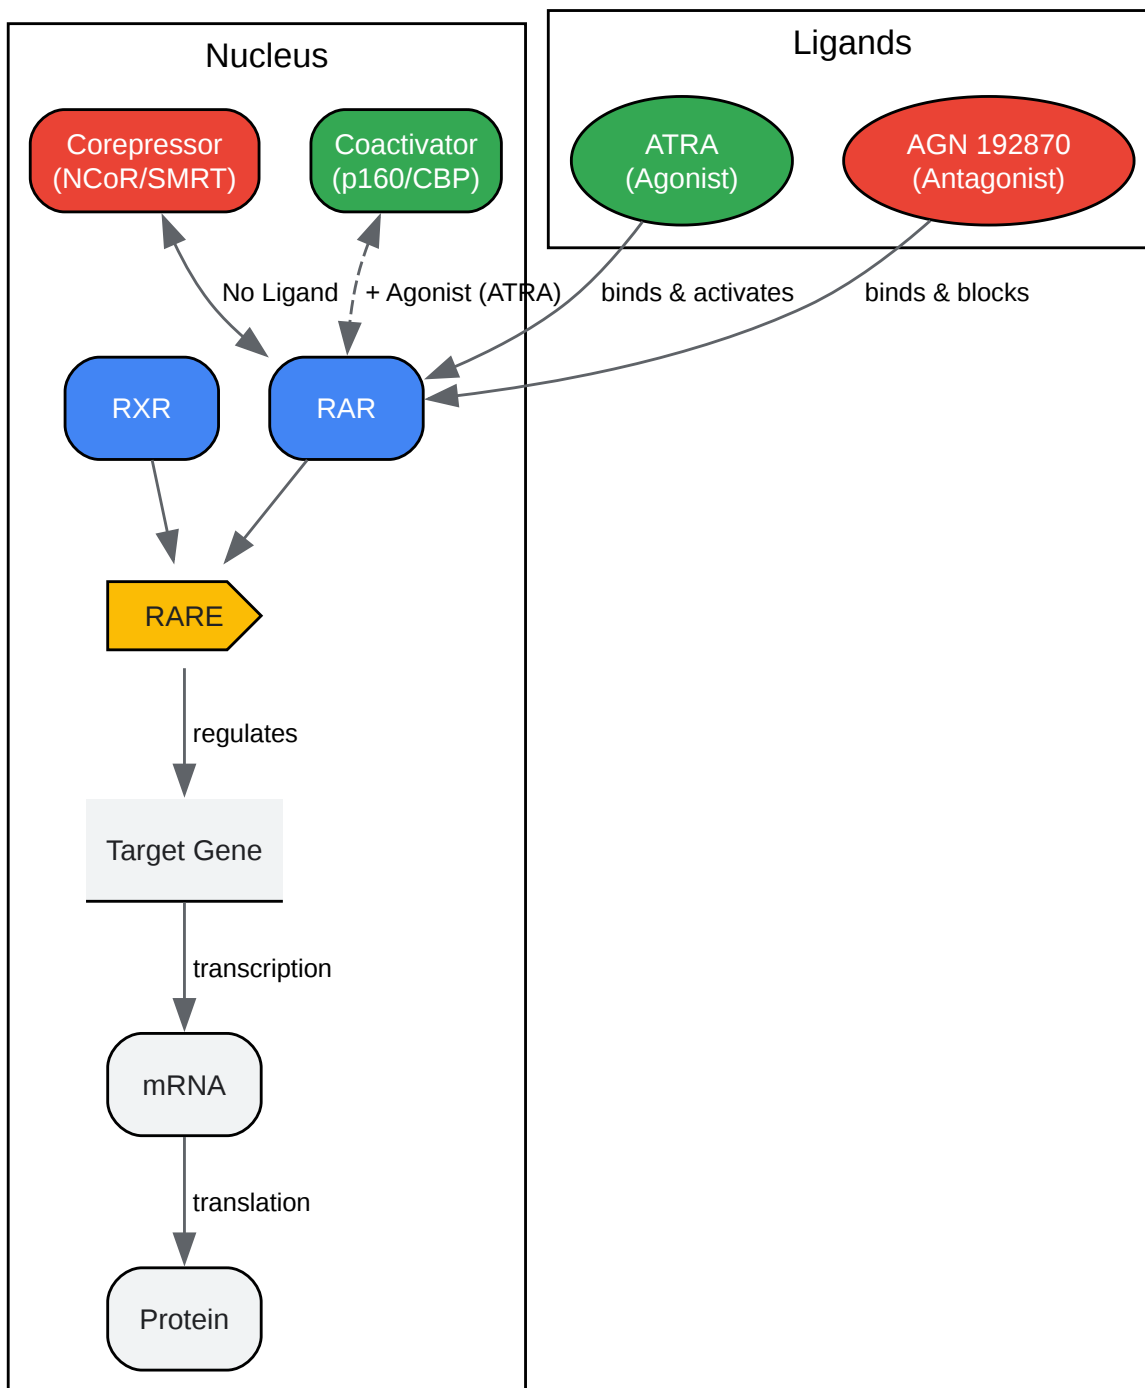 Nucleus
Ligands
Corepressor
(NCoR/SMRT)
Coactivator
(p160/CBP)
ATRA
(Agonist)
AGN 192870
(Antagonist)
No Ligand
+ Agonist (ATRA)
binds & activates
binds & blocks
RXR
RAR
RARE
regulates
Target Gene
transcription
mRNA
translation
Protein